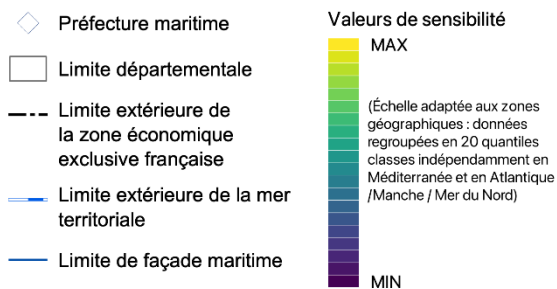 Préfecture maritime
Limite départementale
Limite extérieure de
la zone économique
exclusive française
Limite extérieure de la mer
territoriale
Limite de façade maritime
Valeurs de sensibilité
MAX
(Échelle adaptée aux zones
géographiques : données
regroupées en 20 quantiles
classes indépendamment en
Méditerranée et en Atlantique
/Manche / Mer du Nord)
MIN